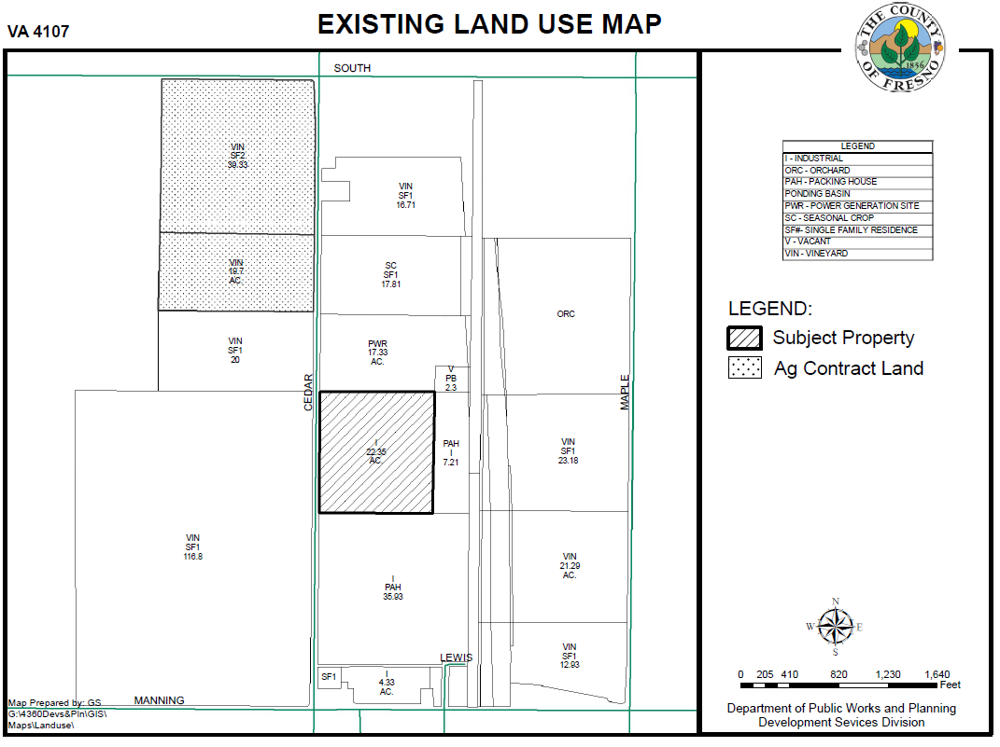 VA 4107
EXISTING LAND USE MAP
THE COUNTY
OF FRESNO
1856
SOUTH
VIN
SF2
39.33
VIN
SF1
16.71
VIN
19.7
AC.
SC
SF1
17.81
ORC
VIN
SF1
20
PWR
17.33
AC.
V
PB
2.3
CEDAR
MAPLE
I
22.35
AC.
PAH
I
7.21
VIN
SF1
23.18
VIN
SF1
116.8
I
PAH
35.93
VIN
21.29
AC.
VIN
SF1
12.93
LEWIS
SF1
I
4.33
AC.
MANNING
Map Prepared by: GS
G:\4360Devs&Pln\GIS\
Maps\Landuse\
LEGEND
I - INDUSTRIAL
ORC - ORCHARD
PAH - PACKING HOUSE
PONDING BASIN
PWR - POWER GENERATION SITE
SC - SEASONAL CROP
SF#- SINGLE FAMILY RESIDENCE
V - VACANT
VIN - VINEYARD
LEGEND:
Subject Property
Ag Contract Land
N
W E
S
0 205 410 820 1,230 1,640
Feet
Department of Public Works and Planning
Development Sevices Division